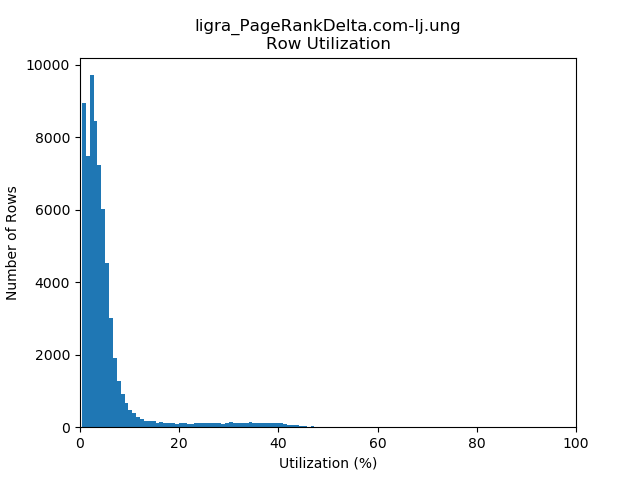 ligra_PageRankDelta.com-lj.ung
Row Utilization
10000
8000
6000
4000
2000
0
Number of Rows
0 20 40 60 80 100
Utilization (%)